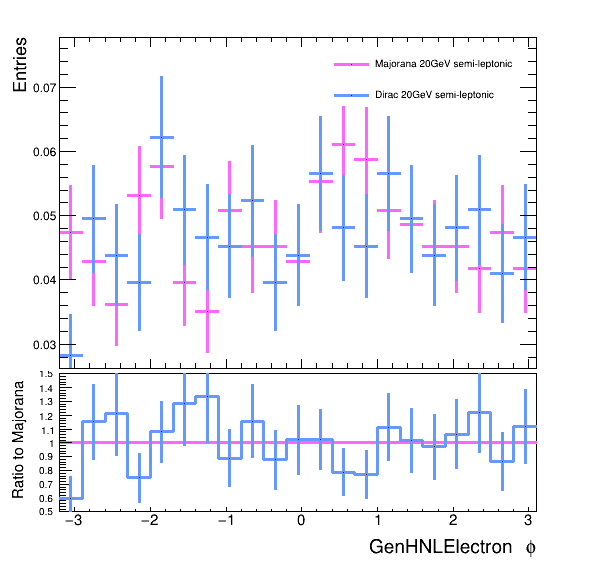 Entries
Majorana 20GeV semi-leptonic
Dirac 20GeV semi-leptonic
0.07
0.06
0.05
0.04
0.03
Ratio to Majorana
1.5
1.4
1.3
1.2
1.1
1
0.9
0.8
0.7
0.6
0.5
−3 −2 −1 0 1 2 3
GenHNLElectron ϕ